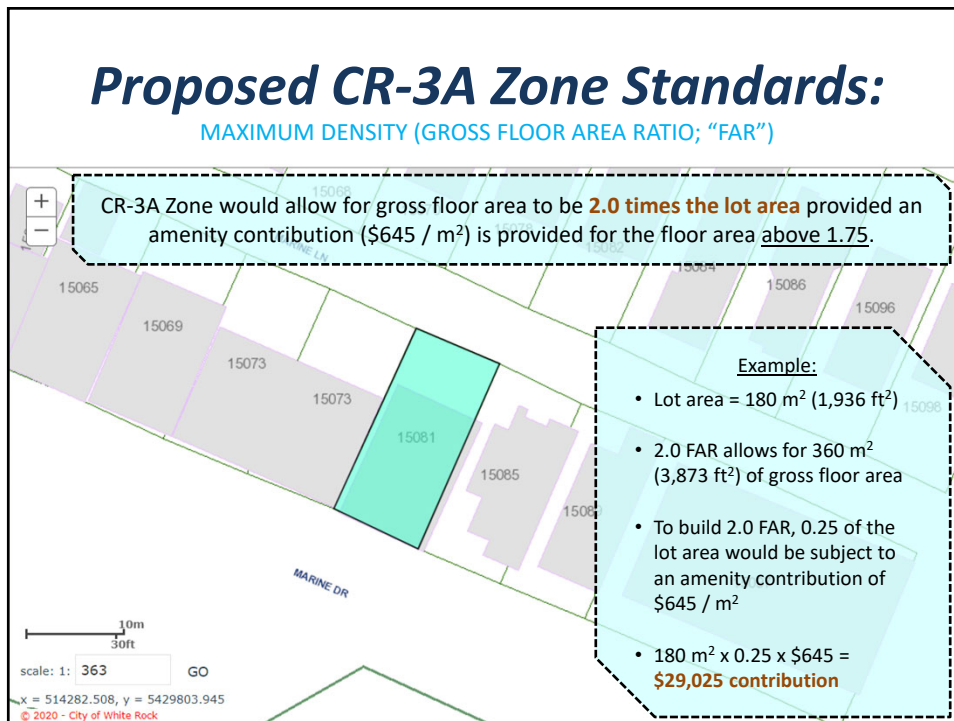 Proposed CR-3A Zone Standards:
MAXIMUM DENSITY (GROSS FLOOR AREA RATIO; “FAR”)
+
−
CR-3A Zone would allow for gross floor area to be 2.0 times the lot area provided an
amenity contribution ($645 / m²) is provided for the floor area above 1.75.
15068
15078
15082
MARINE LN
15084
15086
15096
15065
15069
15073
15073
15081
15085
15098
Example:
• Lot area = 180 m² (1,936 ft²)
• 2.0 FAR allows for 360 m²
(3,873 ft²) of gross floor area
• To build 2.0 FAR, 0.25 of the
lot area would be subject to
an amenity contribution of
$645 / m²
• 180 m² x 0.25 x $645 =
$29,025 contribution
MARINE DR
10m
30ft
scale: 1: 363 GO
x = 514282.508, y = 5429803.945
© 2020 - City of White Rock